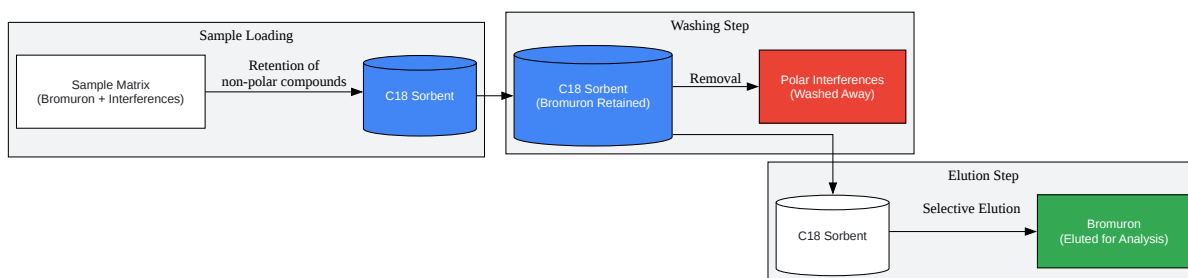 Sample Loading
Sample Matrix
(Bromuron + Interferences)
Retention of
non-polar compounds
C18 Sorbent
Washing Step
C18 Sorbent
(Bromuron Retained)
Removal
Polar Interferences
(Washed Away)
Elution Step
C18 Sorbent
Selective Elution
Bromuron
(Eluted for Analysis)